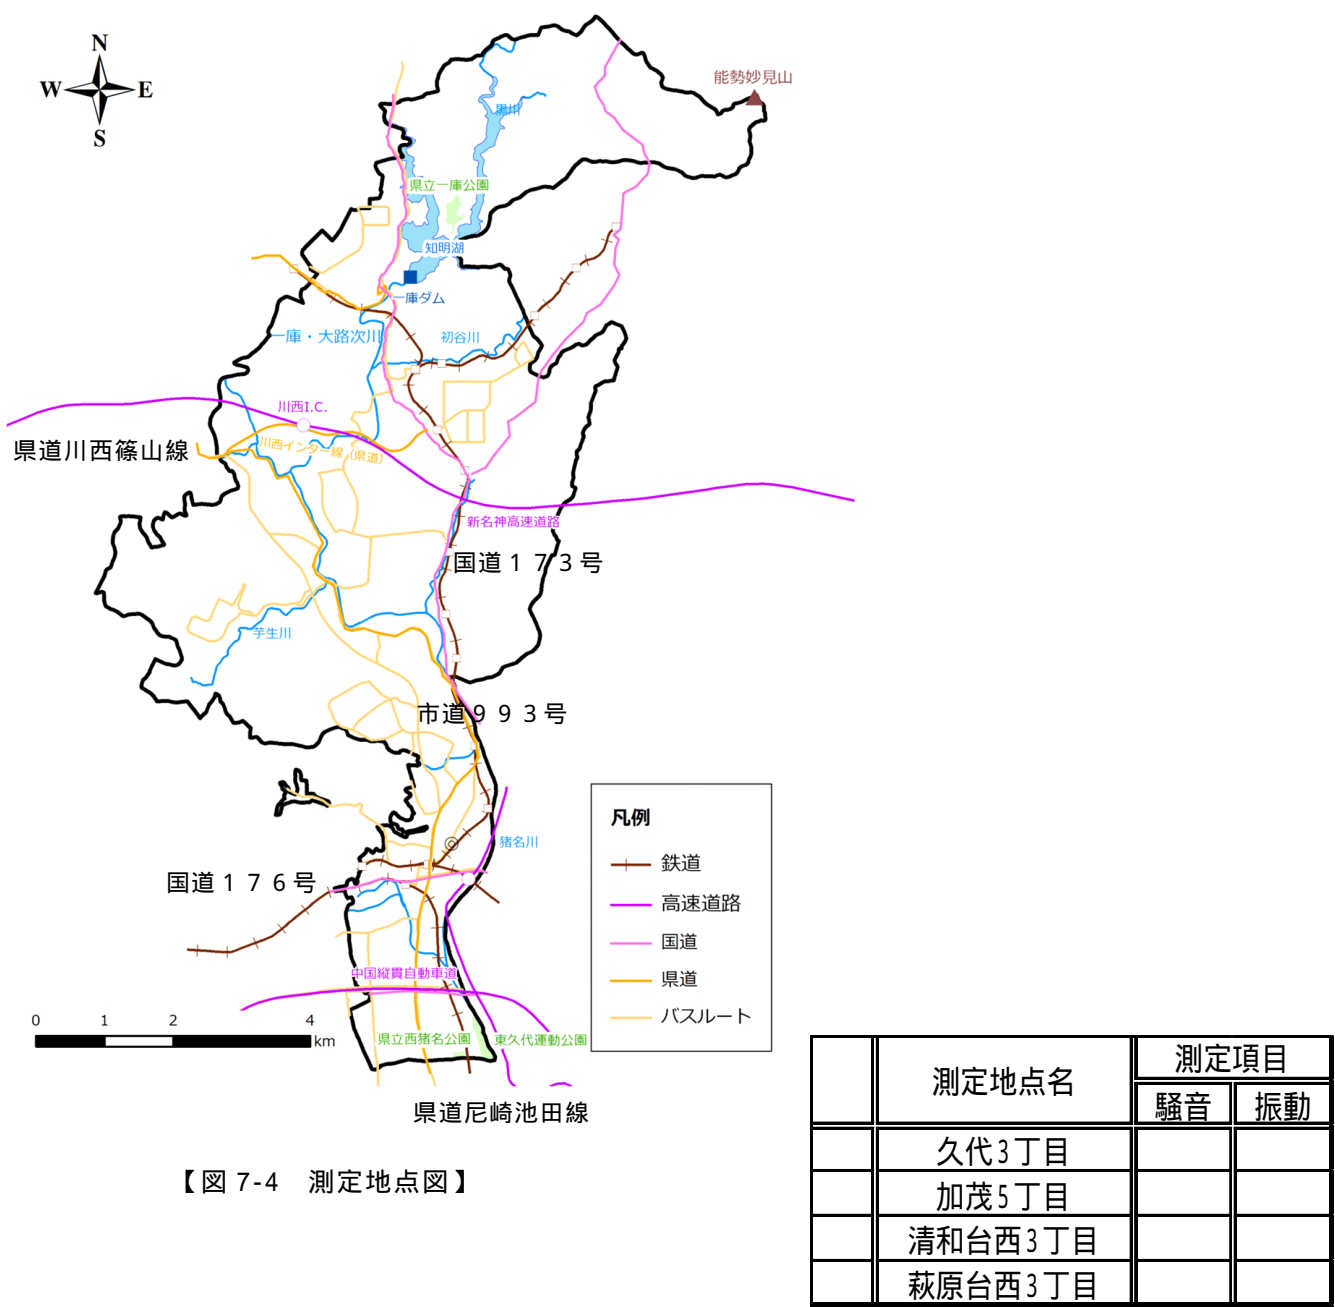 N
W E
S
能勢妙見山
黒川
県立一庫公園
知明湖
一庫ダム
一庫・大路次川
初谷川
川西I.C.
県道川西篠山線
川西インター線（県道）
新名神高速道路
国道１７３号
芋生川
市道９９３号
凡例
鉄道
高速道路
国道
県道
バスルート
猪名川
国道１７６号
中国縦貫自動車道
0 1 2 4
km
県立西猪名公園
東久代運動公園
県道尼崎池田線
【図 7-4　測定地点図】
測定地点名
測定項目
騒音 振動
久代3丁目
加茂5丁目
清和台西3丁目
萩原台西3丁目